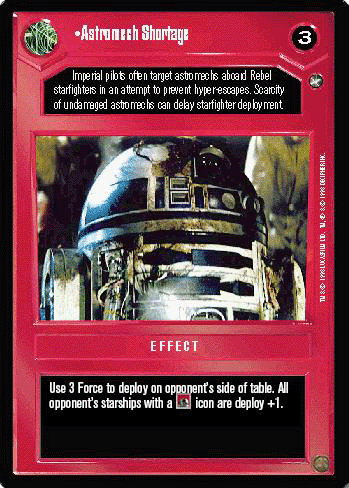 •Astromech Shortage
3
Imperial pilots often target astromechs aboard Rebel
starfighters in an attempt to prevent hyper-escapes. Scarcity
of undamaged astromechs can delay starfighter deployment.
EFFECT
Use 3 Force to deploy on opponent's side of table. All
opponent's starships with a icon are deploy +1.